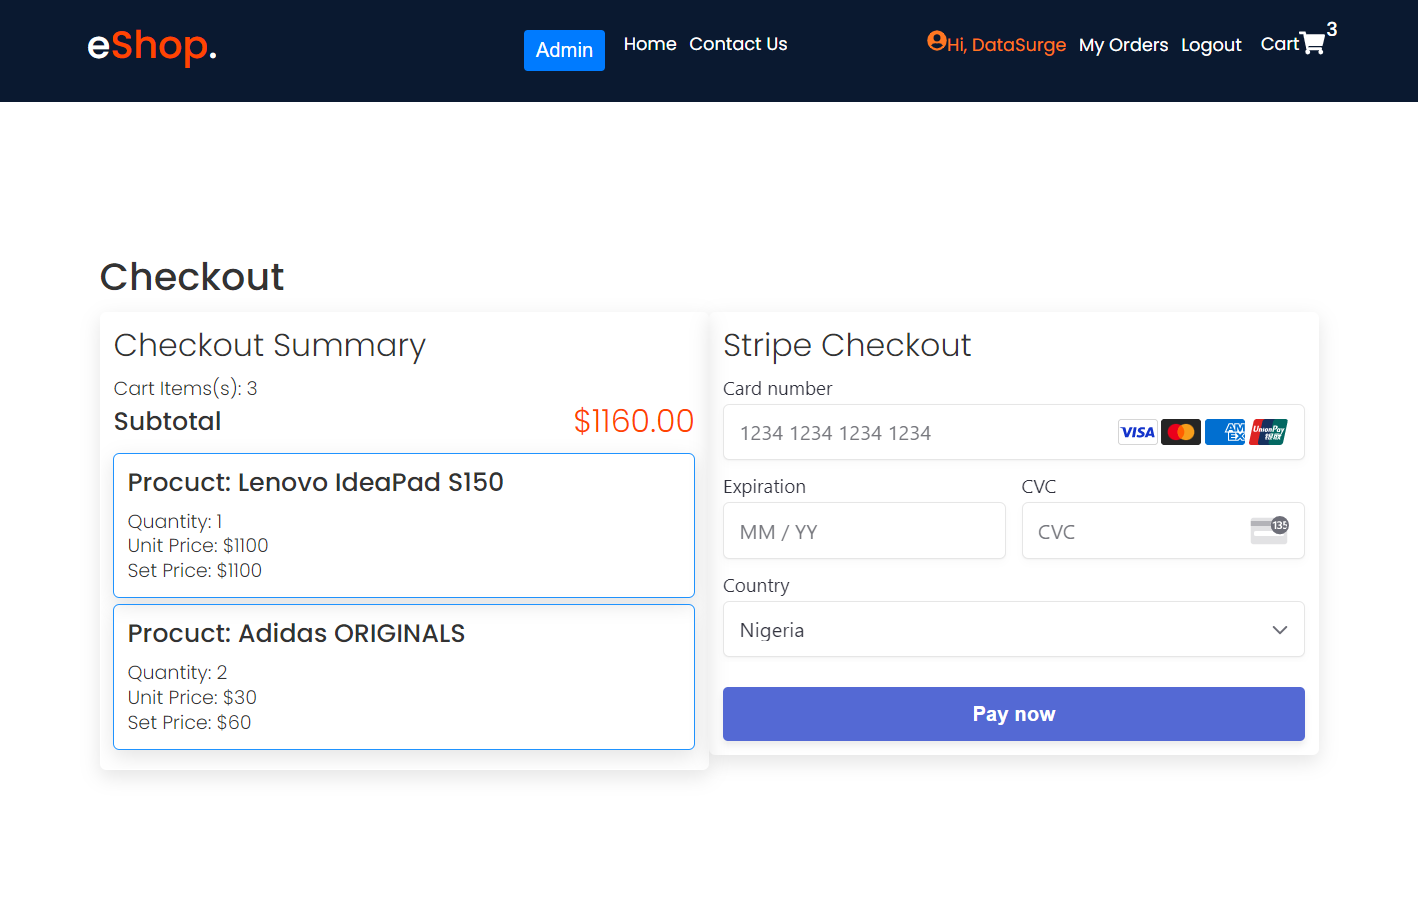 eShop.
Admin Home Contact Us
Hi, DataSurge My Orders Logout Cart 3
Checkout
Checkout Summary
Cart Items(s): 3
Subtotal $1160.00
Procuct: Lenovo IdeaPad S150
Quantity: 1
Unit Price: $1100
Set Price: $1100
Procuct: Adidas ORIGINALS
Quantity: 2
Unit Price: $30
Set Price: $60
Stripe Checkout
Card number
1234 1234 1234 1234 VISA AM EX UnionPay 银联
Expiration CVC
MM / YY CVC 135
Country
Nigeria
Pay now